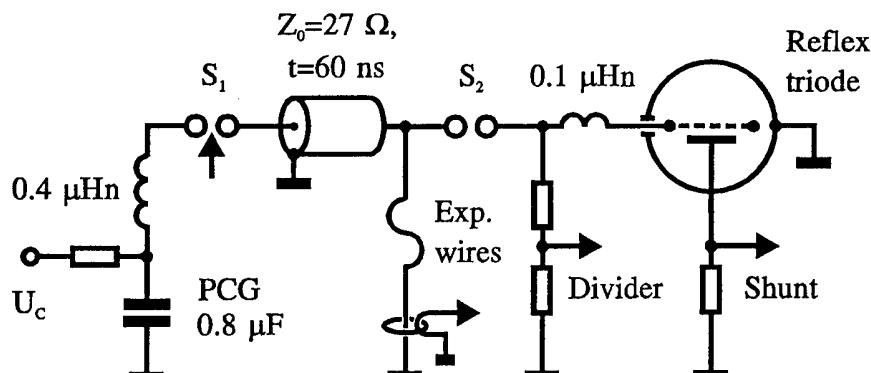 Z₀=27 Ω,
t=60 ns
S₁
S₂
0.1 μHn
Reflex
triode
0.4 μHn
Exp.
wires
U_C
PCG
0.8 μF
Divider
Shunt